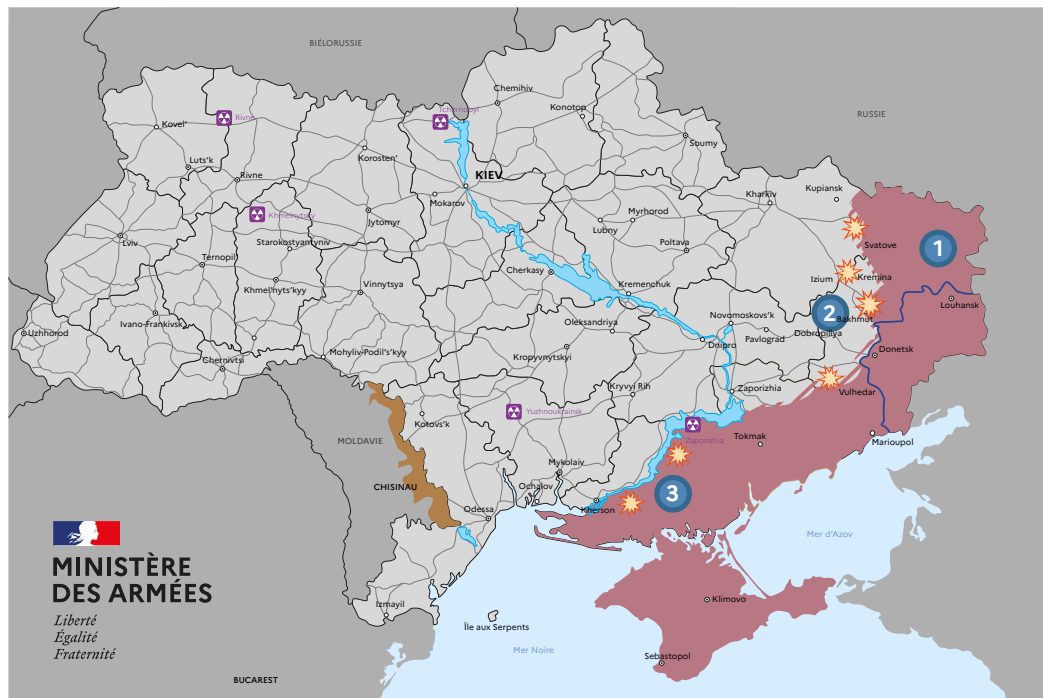 BIÉLORUSSIE
RUSSIE
Chernihiv
Konotop
Tchernobyl
Rivne
Kovel'
Soumy
Korosten'
Luts'k
Rivne
KIEV
Kharkiv
Kupiansk
Mokarov
Khmelnytsky
Jytomyr
Myrhorod
Lubny
Lviv
Starokostyantyniv
Poltava
Svatove
1
Ternopil
Cherkasy
Izium
Kremina
Khmel'nyts'kyy
Vinnytsya
Kremenchuk
Louhansk
Novomoskovs'k
2
Bakhmut
Ivano-Frankivsk
Oleksandriya
Uzhhorod
Pavlograd
Dobropillya
Dnipro
Mohyliv-Podil's'kyy
Kropyvnytskyi
Donetsk
Chernivtsi
Kryvyi Rih
Zaporizhia
Vulhedar
Yuzhnoukrainsk
Kotovs'k
MOLDAVIE
Zaporizhia
Tokmak
Marioupol
Mykolaiv
CHISINAU
Ochalov
3
Odessa
Kherson
Mer d'Azov
MINISTÈRE
DES ARMÉES
Liberté
Égalité
Fraternité
Izmayil
Klimovo
Île aux Serpents
Mer Noire
Sebastopol
BUCAREST